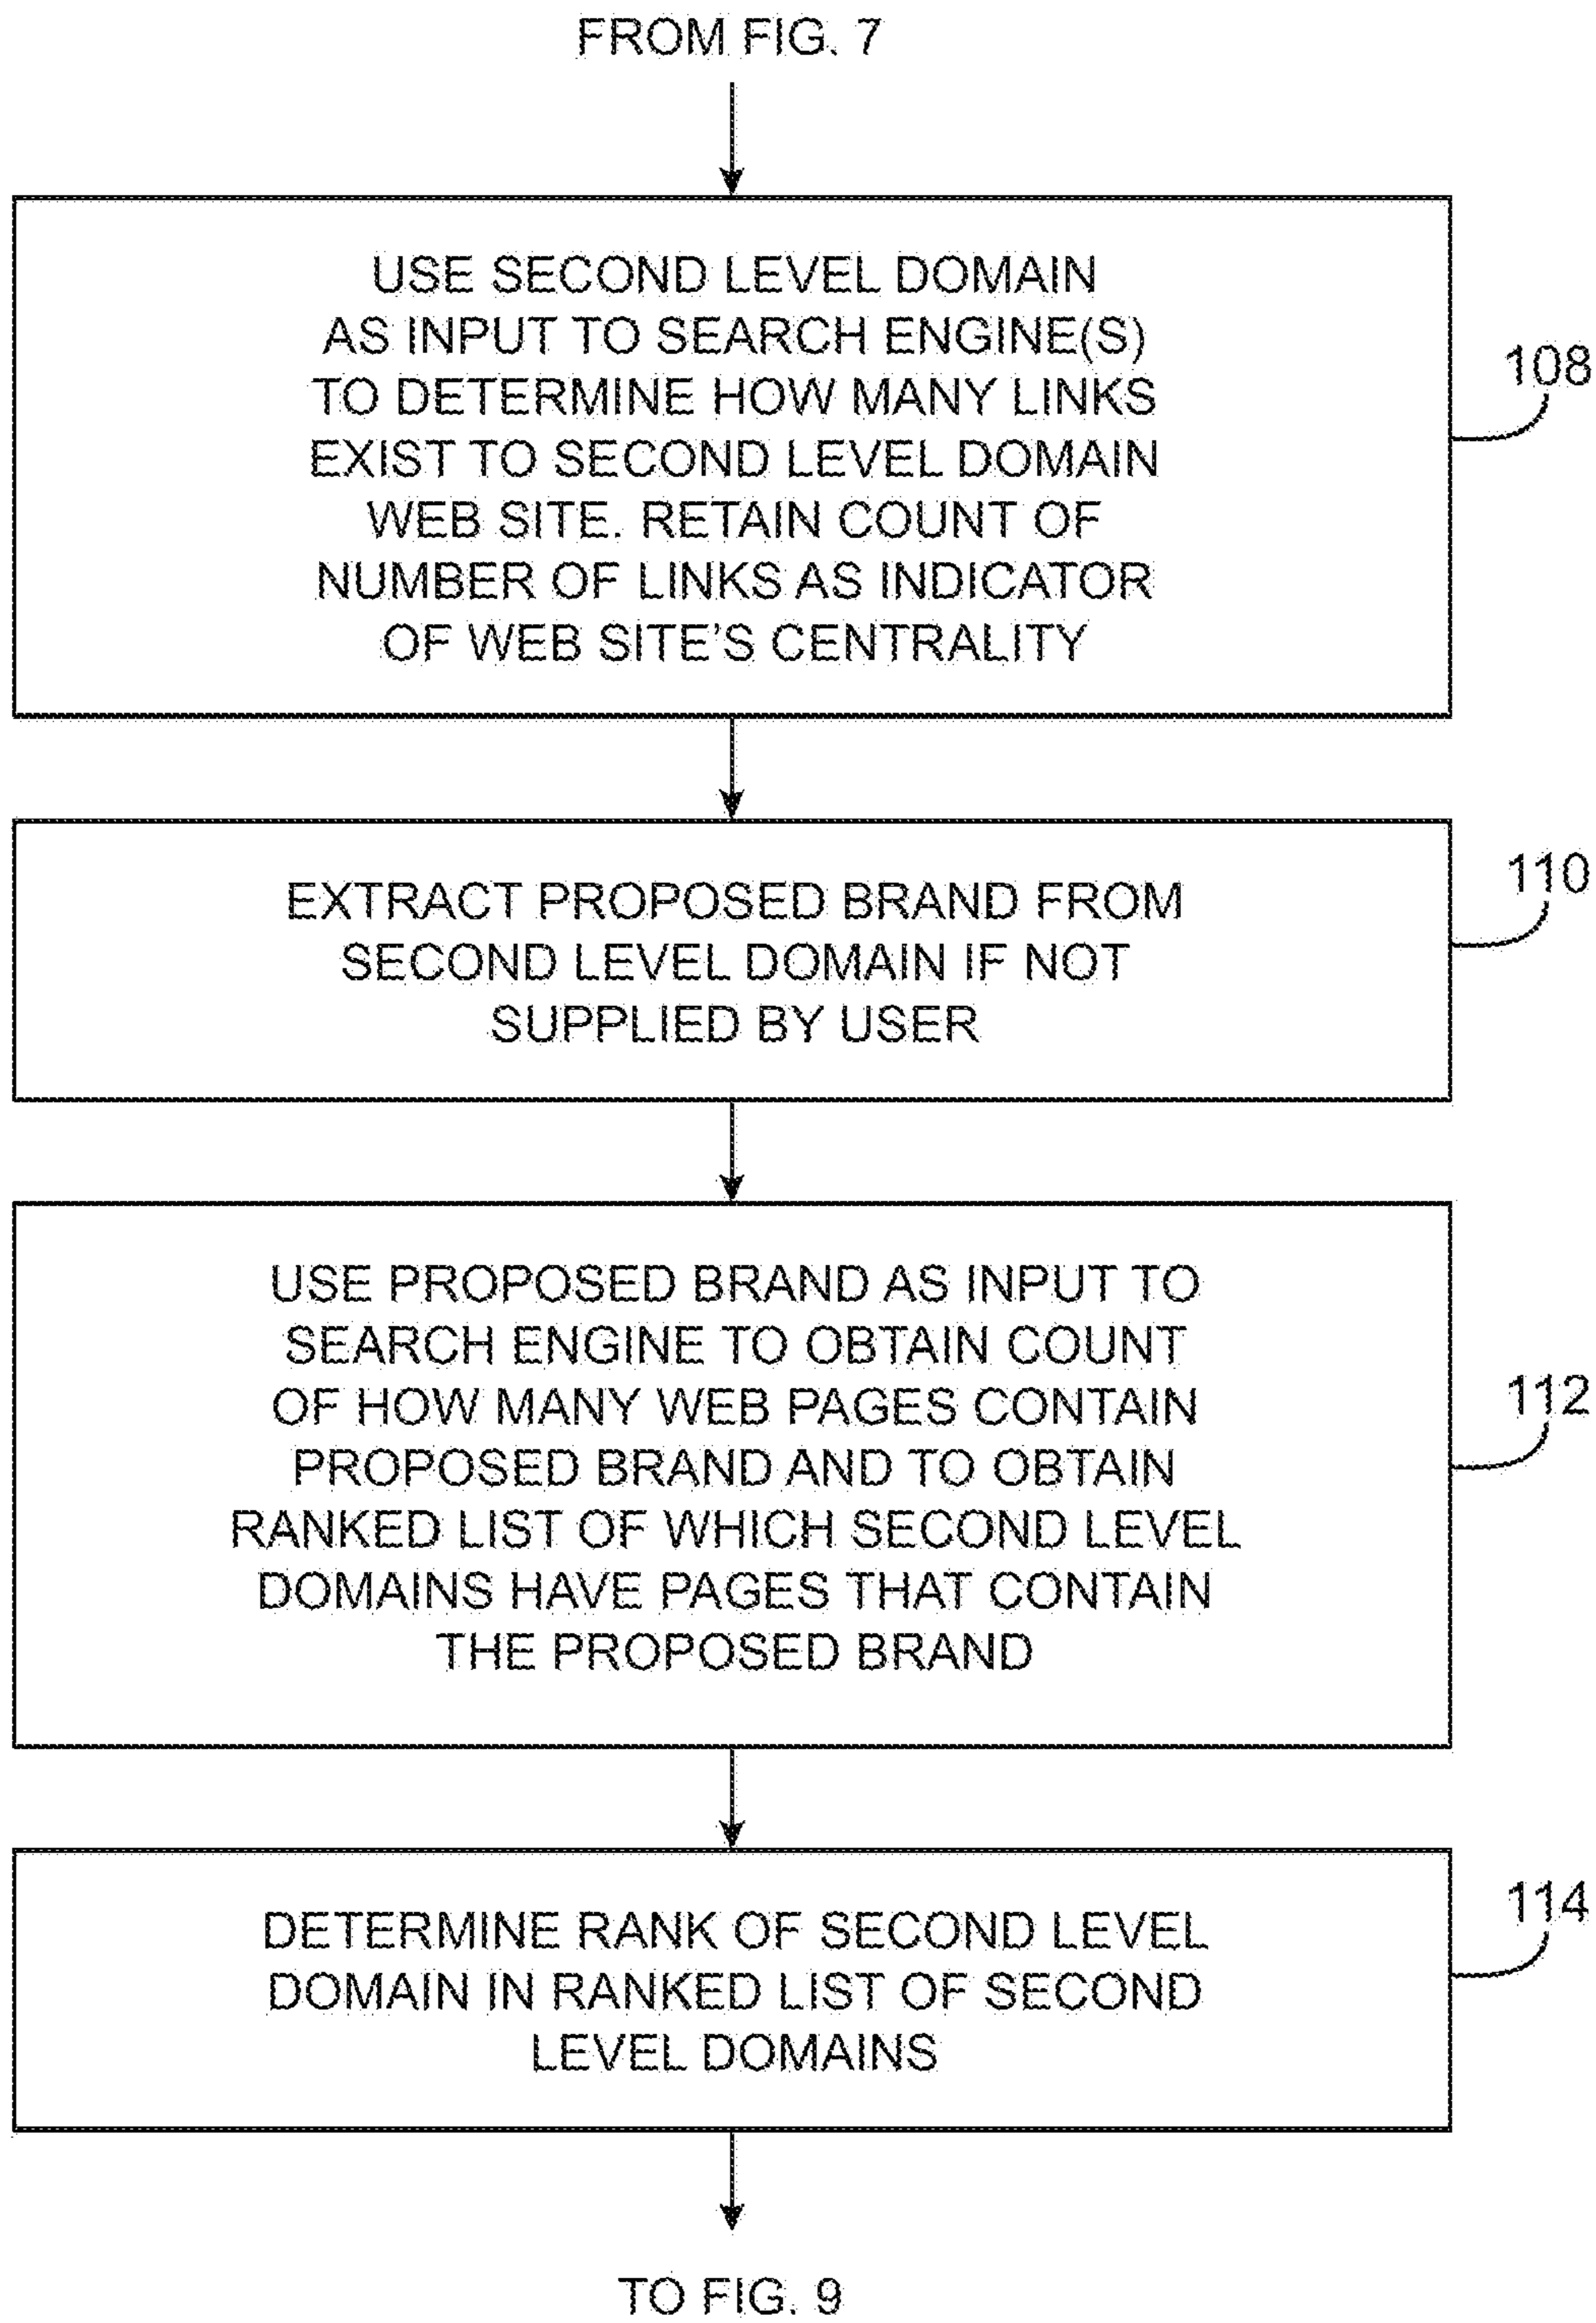 FROM FIG. 7
USE SECOND LEVEL DOMAIN
AS INPUT TO SEARCH ENGINE(S)
TO DETERMINE HOW MANY LINKS
EXIST TO SECOND LEVEL DOMAIN
WEB SITE. RETAIN COUNT OF
NUMBER OF LINKS AS INDICATOR
OF WEB SITE'S CENTRALITY
108
EXTRACT PROPOSED BRAND FROM
SECOND LEVEL DOMAIN IF NOT
SUPPLIED BY USER
110
USE PROPOSED BRAND AS INPUT TO
SEARCH ENGINE TO OBTAIN COUNT
OF HOW MANY WEB PAGES CONTAIN
PROPOSED BRAND AND TO OBTAIN
RANKED LIST OF WHICH SECOND LEVEL
DOMAINS HAVE PAGES THAT CONTAIN
THE PROPOSED BRAND
112
DETERMINE RANK OF SECOND LEVEL
DOMAIN IN RANKED LIST OF SECOND
LEVEL DOMAINS
114
TO FIG. 9